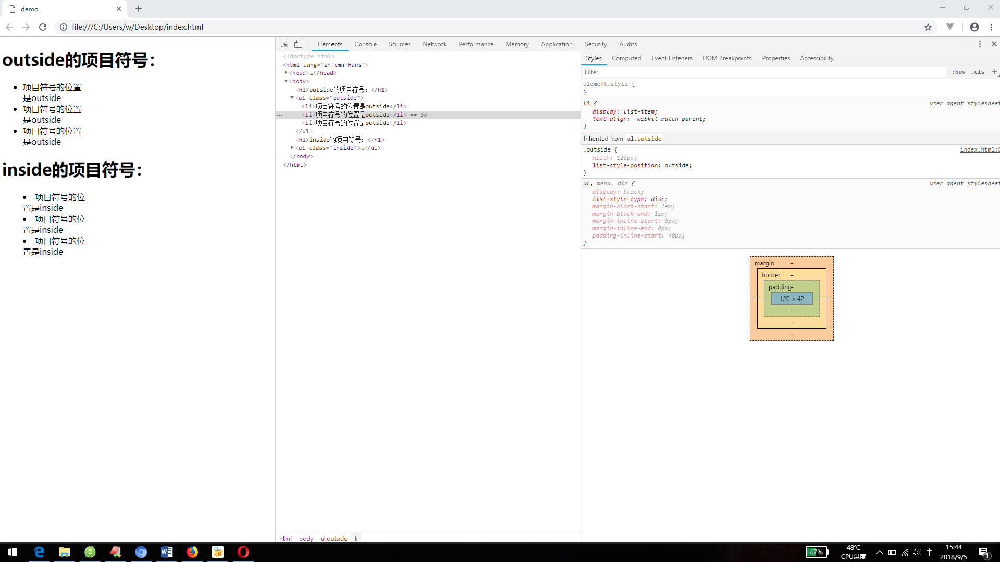 demo
file:///C:/Users/w/Desktop/index.html
outside的项目符号：
项目符号的位置
是outside
项目符号的位置
是outside
项目符号的位置
是outside
inside的项目符号：
项目符号的位
置是inside
项目符号的位
置是inside
项目符号的位
置是inside
Elements Console Sources Network Performance Memory Application Security Audits
<!doctype html>
<html lang="zh-cmn-Hans">
<head>…</head>
<body>
<h1>outside的项目符号：</h1>
<ul class="outside">
<li>项目符号的位置是outside</li>
… <li>项目符号的位置是outside</li> == $0
<li>项目符号的位置是outside</li>
</ul>
<h1>inside的项目符号：</h1>
<ul class="inside">…</ul>
</body>
</html>
html body ul.outside li
Styles Computed Event Listeners DOM Breakpoints Properties Accessibility
Filter :hov .cls +
element.style {
}
li { user agent stylesheet
display: list-item;
text-align: -webkit-match-parent;
}
Inherited from ul.outside
.outside { index.html:8
width: 120px;
list-style-position: outside;
}
ul, menu, dir { user agent stylesheet
display: block;
list-style-type: disc;
margin-block-start: 1em;
margin-block-end: 1em;
margin-inline-start: 0px;
margin-inline-end: 0px;
padding-inline-start: 40px;
}
margin –
border –
padding –
– – – 120 × 42 – – –
–
–
–
47%
48℃
CPU温度
中
15:44
2018/9/5
1